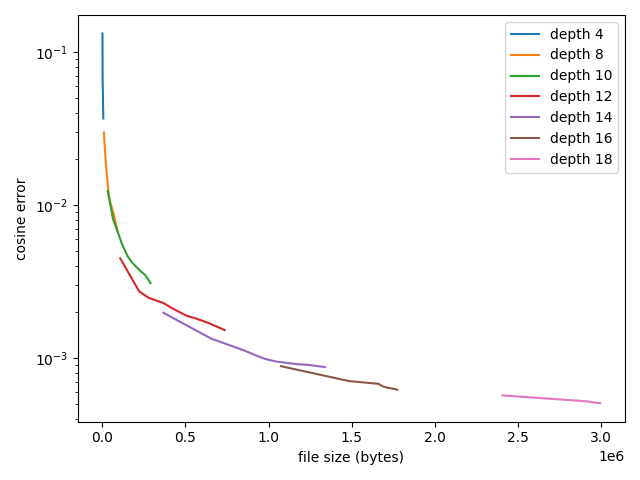 depth 4
depth 8
depth 10
depth 12
depth 14
depth 16
depth 18
10⁻¹
10⁻²
10⁻³
cosine error
0.0 0.5 1.0 1.5 2.0 2.5 3.0
1e6
file size (bytes)